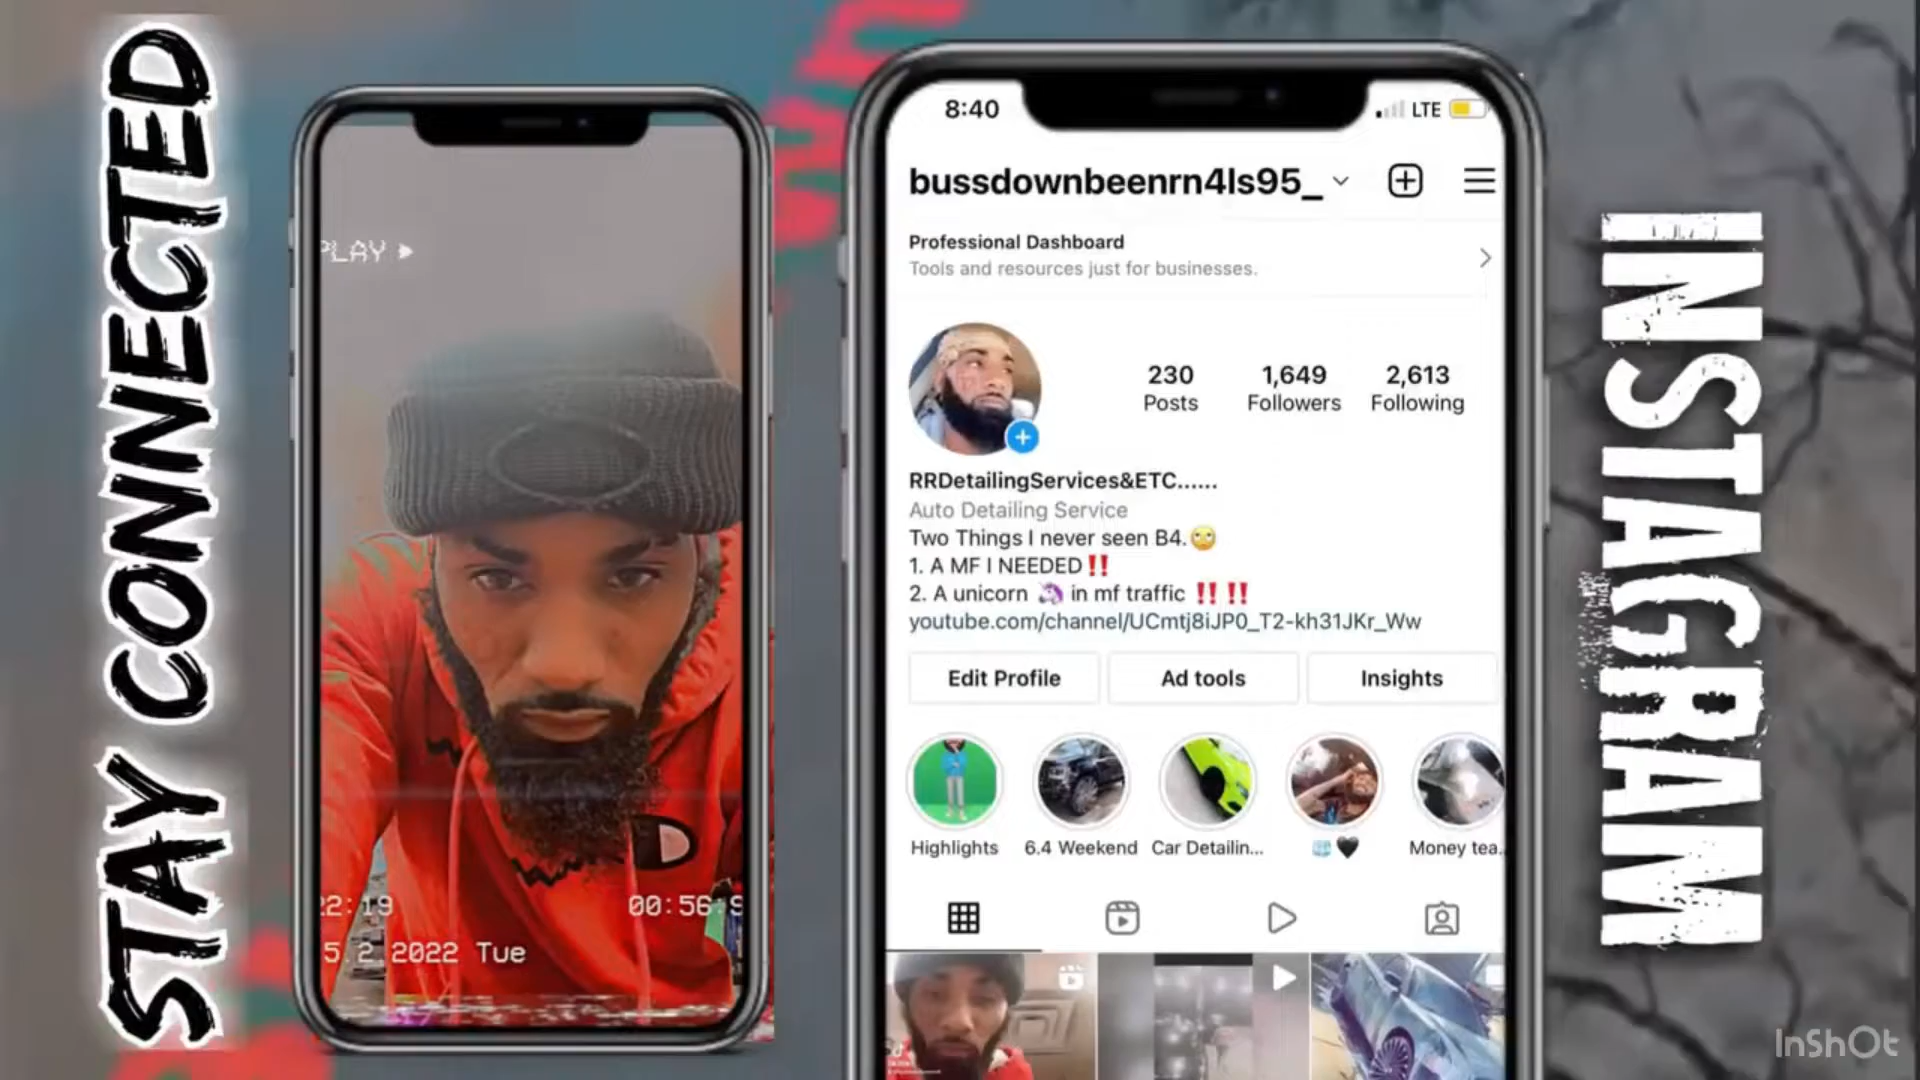 STAY CONNECTED
PLAY
22:19
00:56:9
5.2.2022 Tue
8:40
LTE
bussdownbeenrn4ls95_
Professional Dashboard
Tools and resources just for businesses.
230
Posts
1,649
Followers
2,613
Following
RRDetailingServices&ETC......
Auto Detailing Service
Two Things I never seen B4.🙄
1. A MF I NEEDED‼️
2. A unicorn 🦄 in mf traffic ‼️‼️
youtube.com/channel/UCmtj8iJP0_T2-kh31JKr_Ww
Edit Profile
Ad tools
Insights
Highlights
6.4 Weekend
Car Detailin...
🧊🖤
Money tea...
INSTAGRAM
InShOt